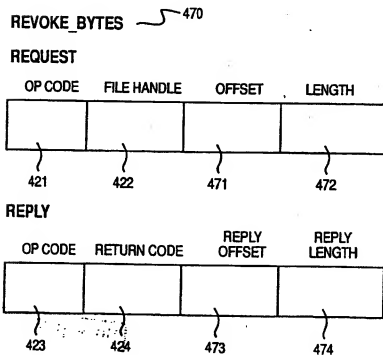 REVOKE_BYTES 470
REQUEST
OP CODE FILE HANDLE OFFSET LENGTH
421 422 471 472
REPLY
OP CODE RETURN CODE REPLY OFFSET REPLY LENGTH
423 424 473 474